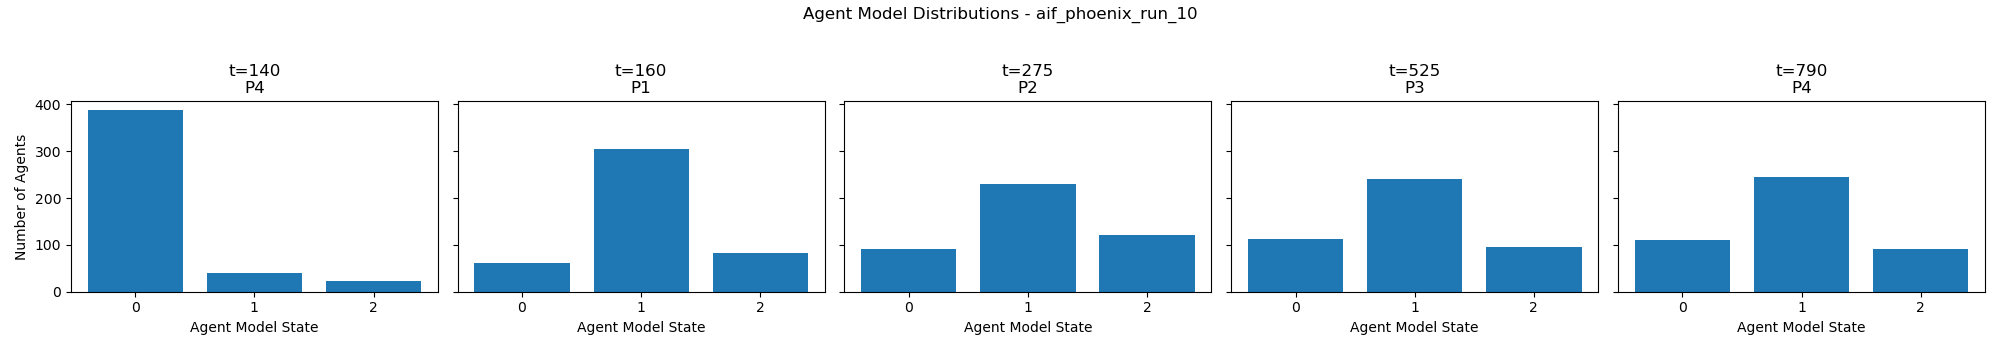 Agent Model Distributions - aif_phoenix_run_10
t=140
P4
t=160
P1
t=275
P2
t=525
P3
t=790
P4
Number of Agents
400
300
200
100
0
0 1 2
Agent Model State
0 1 2
Agent Model State
0 1 2
Agent Model State
0 1 2
Agent Model State
0 1 2
Agent Model State